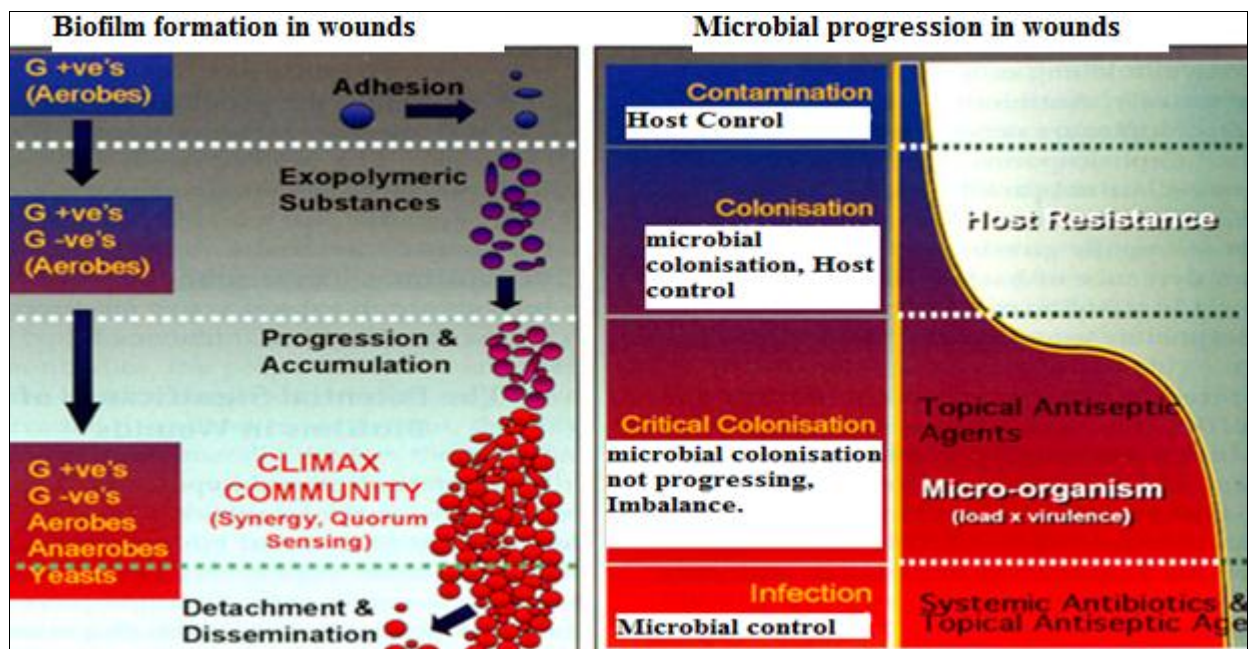 Biofilm formation in wounds
G +ve's
(Aerobes)
Adhesion
Exopolymeric
Substances
G +ve's
G -ve's
(Aerobes)
Progression &
Accumulation
CLIMAX
COMMUNITY
(Synergy, Quorum
Sensing)
G +ve's
G -ve's
Aerobes
Anaerobes
Yeasts
Detachment &
Dissemination
Microbial progression in wounds
Contamination
Host Conrol
Colonisation
microbial
colonisation, Host
control
Host Resistance
Critical Colonisation
microbial colonisation
not progressing,
Imbalance.
Topical Antiseptic
Agents
Micro-organism
(load x virulence)
Infection
Microbial control
Systemic Antibiotics &
Topical Antiseptic Age